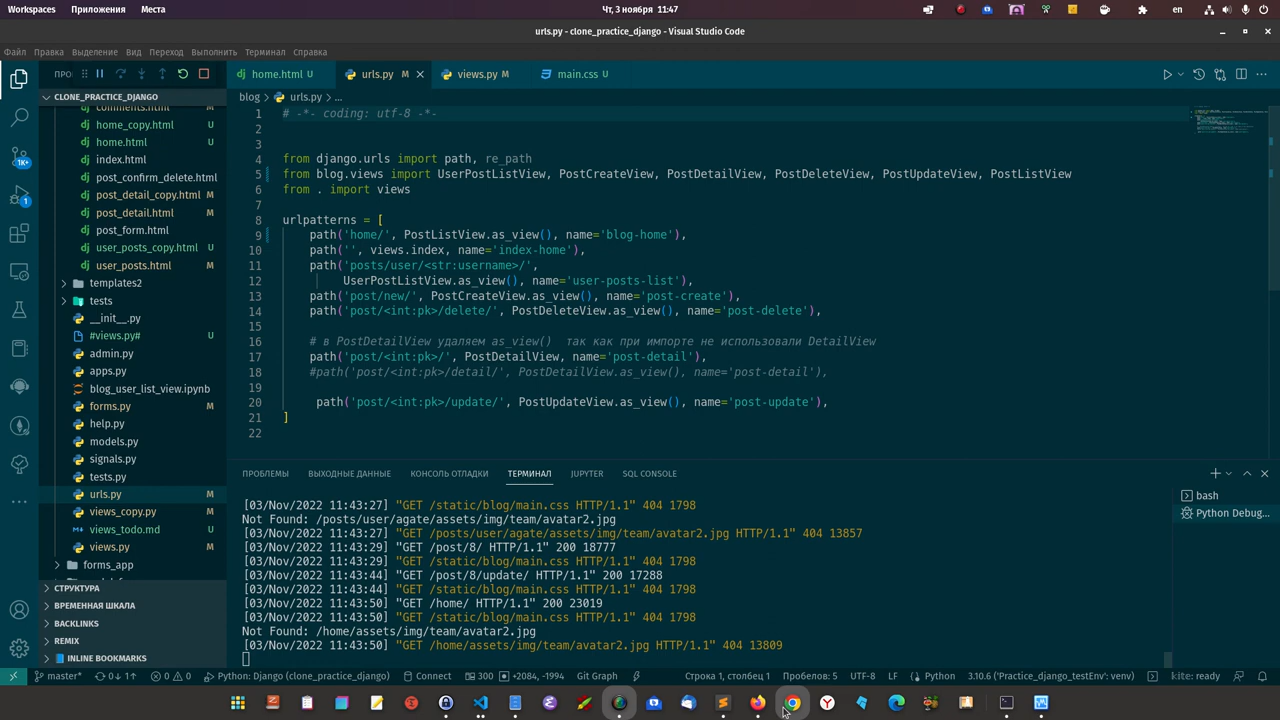 Workspaces Приложения Места Чт, 3 ноября 11:47 en
urls.py - clone_practice_django - Visual Studio Code
Файл Правка Выделение Вид Переход Выполнить Терминал Справка
ПРО home.html U urls.py M views.py M main.css U
CLONE_PRACTICE_DJANGO
blog > urls.py > ...
comments.html M
home_copy.html U
home.html U
index.html
post_confirm_delete.html
post_detail_copy.html M
post_detail.html M
post_form.html
user_posts_copy.html U
user_posts.html M
templates2
tests
__init__.py
#views.py# U
admin.py
apps.py
blog_user_list_view.ipynb
forms.py M
help.py
models.py
signals.py
tests.py
urls.py M
views_copy.py M
views_todo.md U
views.py M
forms_app
СТРУКТУРА
ВРЕМЕННАЯ ШКАЛА
BACKLINKS
REMIX
INLINE BOOKMARKS
1K+
1
1 # -*- coding: utf-8 -*-
2
3
4 from django.urls import path, re_path
5 from blog.views import UserPostListView, PostCreateView, PostDetailView, PostDeleteView, PostUpdateView, PostListView
6 from . import views
7
8 urlpatterns = [
9 path('home/', PostListView.as_view(), name='blog-home'),
10 path('', views.index, name='index-home'),
11 path('posts/user/<str:username>/',
12 UserPostListView.as_view(), name='user-posts-list'),
13 path('post/new/', PostCreateView.as_view(), name='post-create'),
14 path('post/<int:pk>/delete/', PostDeleteView.as_view(), name='post-delete'),
15
16 # в PostDetailView удаляем as_view() так как при импорте не использовали DetailView
17 path('post/<int:pk>/', PostDetailView, name='post-detail'),
18 #path('post/<int:pk>/detail/', PostDetailView.as_view(), name='post-detail'),
19
20 path('post/<int:pk>/update/', PostUpdateView.as_view(), name='post-update'),
21 ]
22
ПРОБЛЕМЫ ВЫХОДНЫЕ ДАННЫЕ КОНСОЛЬ ОТЛАДКИ ТЕРМИНАЛ JUPYTER SQL CONSOLE
[03/Nov/2022 11:43:27] "GET /static/blog/main.css HTTP/1.1" 404 1798
Not Found: /posts/user/agate/assets/img/team/avatar2.jpg
[03/Nov/2022 11:43:27] "GET /posts/user/agate/assets/img/team/avatar2.jpg HTTP/1.1" 404 13857
[03/Nov/2022 11:43:29] "GET /post/8/ HTTP/1.1" 200 18777
[03/Nov/2022 11:43:29] "GET /static/blog/main.css HTTP/1.1" 404 1798
[03/Nov/2022 11:43:44] "GET /post/8/update/ HTTP/1.1" 200 17288
[03/Nov/2022 11:43:44] "GET /static/blog/main.css HTTP/1.1" 404 1798
[03/Nov/2022 11:43:50] "GET /home/ HTTP/1.1" 200 23019
[03/Nov/2022 11:43:50] "GET /static/blog/main.css HTTP/1.1" 404 1798
Not Found: /home/assets/img/team/avatar2.jpg
[03/Nov/2022 11:43:50] "GET /home/assets/img/team/avatar2.jpg HTTP/1.1" 404 13809
bash
Python Debug...
master* 0↓ 1↑ 0 0 Python: Django (clone_practice_django) Connect 300 +2084, -1994 Git Graph Строка 1, столбец 1 Пробелов: 5 UTF-8 LF Python 3.10.6 ('Practice_django_testEnv': venv) kite: ready